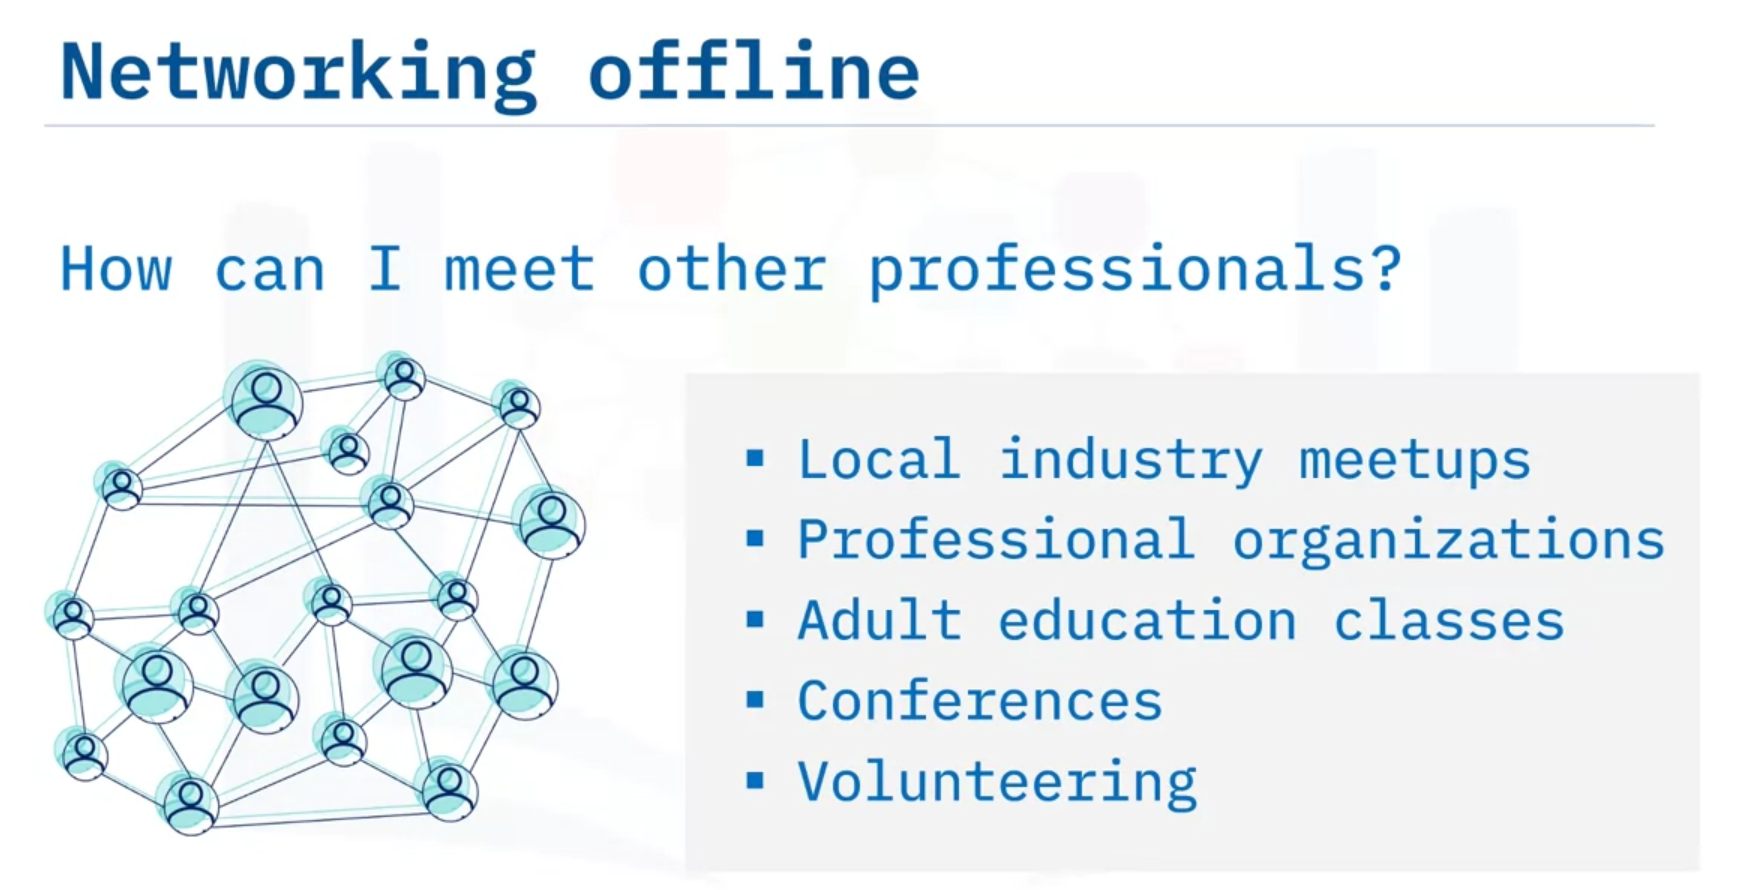 Networking offline
How can I meet other professionals?
▪ Local industry meetups
▪ Professional organizations
▪ Adult education classes
▪ Conferences
▪ Volunteering